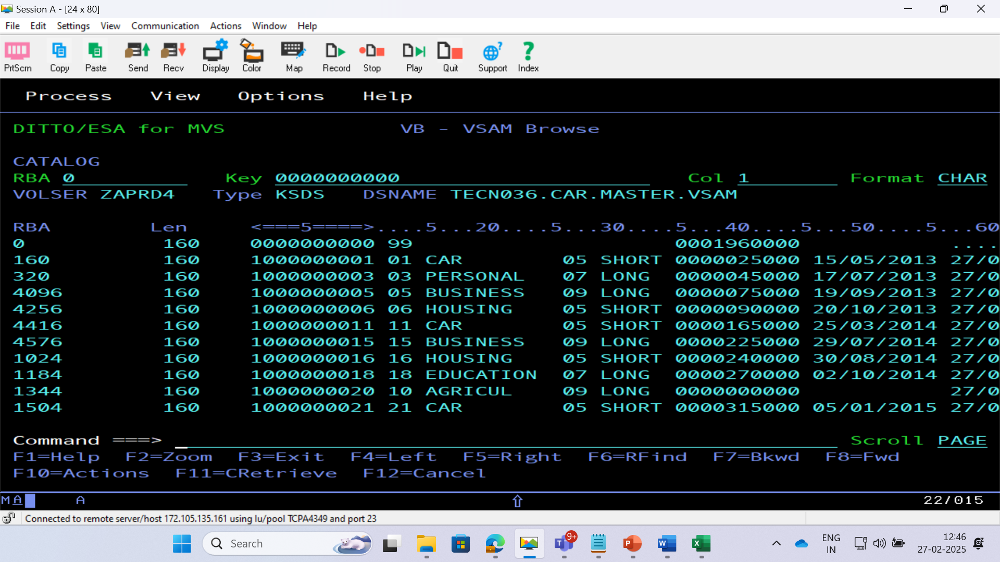 Session A - [24 x 80]
File Edit Settings View Communication Actions Window Help
PrtScrn Copy Paste Send Recv Display Color Map Record Stop Play Quit Support Index
Process View Options Help
DITTO/ESA for MVS VB - VSAM Browse
CATALOG
RBA 0 Key 0000000000 Col 1 Format CHAR
VOLSER ZAPRD4 Type KSDS DSNAME TECN036.CAR.MASTER.VSAM
RBA Len <===5====>....5...20....5...30....5...40....5...50....5...60
0 160 0000000000 99 0001960000 ....
160 160 1000000001 01 CAR 05 SHORT 0000025000 15/05/2013 27/0
320 160 1000000003 03 PERSONAL 07 LONG 0000045000 17/07/2013 27/0
4096 160 1000000005 05 BUSINESS 09 LONG 0000075000 19/09/2013 27/0
4256 160 1000000006 06 HOUSING 05 SHORT 0000090000 20/10/2013 27/0
4416 160 1000000011 11 CAR 05 SHORT 0000165000 25/03/2014 27/0
4576 160 1000000015 15 BUSINESS 09 LONG 0000225000 29/07/2014 27/0
1024 160 1000000016 16 HOUSING 05 SHORT 0000240000 30/08/2014 27/0
1184 160 1000000018 18 EDUCATION 07 LONG 0000270000 02/10/2014 27/0
1344 160 1000000020 10 AGRICUL 09 LONG 0000000000 27/0
1504 160 1000000021 21 CAR 05 SHORT 0000315000 05/01/2015 27/0
Command ===> Scroll PAGE
F1=Help F2=Zoom F3=Exit F4=Left F5=Right F6=RFind F7=Bkwd F8=Fwd
F10=Actions F11=CRetrieve F12=Cancel
MA A 22/015
Connected to remote server/host 172.105.135.161 using lu/pool TCPA4349 and port 23
Search 9+ ENG 12:46
IN 27-02-2025